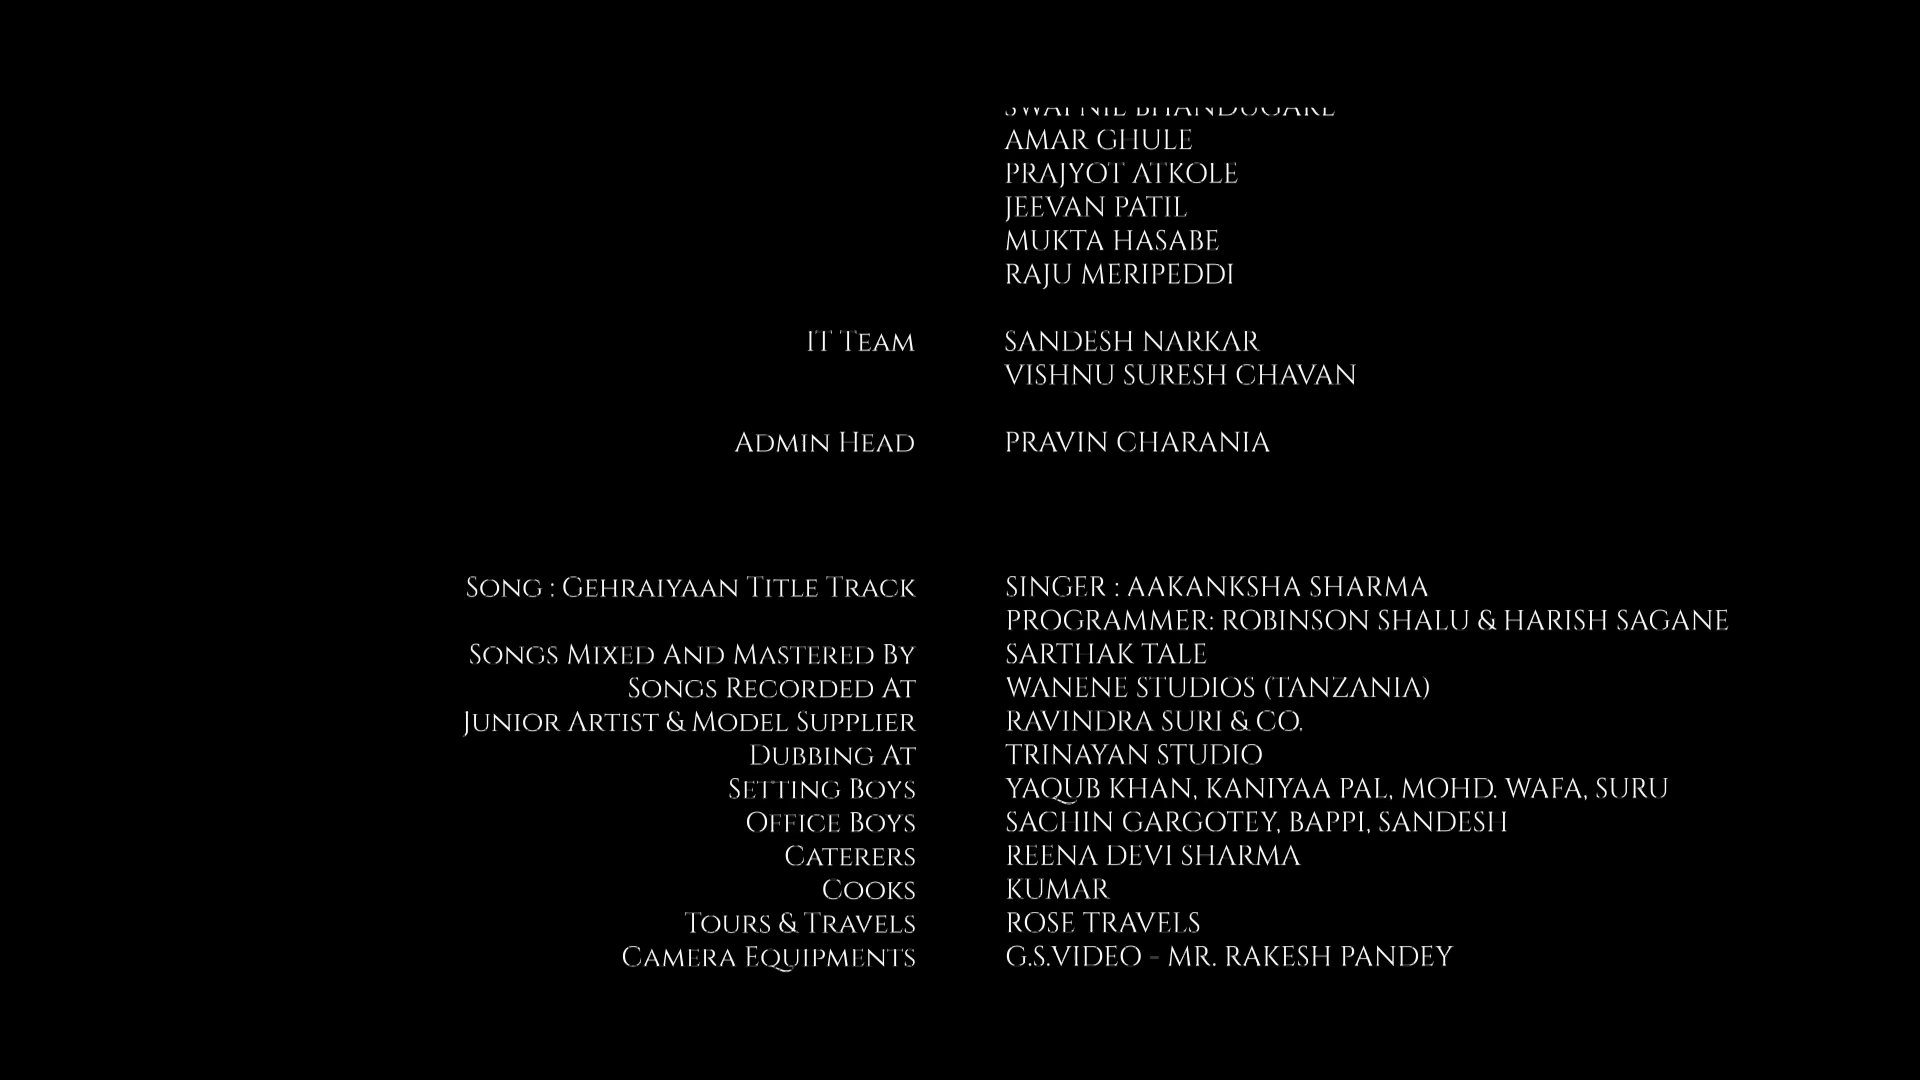 AMAR GHULE
PRAJYOT ATKOLE
JEEVAN PATIL
MUKTA HASABE
RAJU MERIPEDDI
IT Team SANDESH NARKAR
VISHNU SURESH CHAVAN
Admin Head PRAVIN CHARANIA
Song : Gehraiyaan Title Track SINGER : AAKANKSHA SHARMA
PROGRAMMER: ROBINSON SHALU & HARISH SAGANE
Songs Mixed And Mastered By SARTHAK TALE
Songs Recorded At WANENE STUDIOS (TANZANIA)
Junior Artist & Model Supplier RAVINDRA SURI & CO.
Dubbing At TRINAYAN STUDIO
Setting Boys YAQUB KHAN, KANIYAA PAL, MOHD. WAFA, SURU
Office Boys SACHIN GARGOTEY, BAPPI, SANDESH
Caterers REENA DEVI SHARMA
Cooks KUMAR
Tours & Travels ROSE TRAVELS
Camera Equipments G.S.VIDEO - MR. RAKESH PANDEY